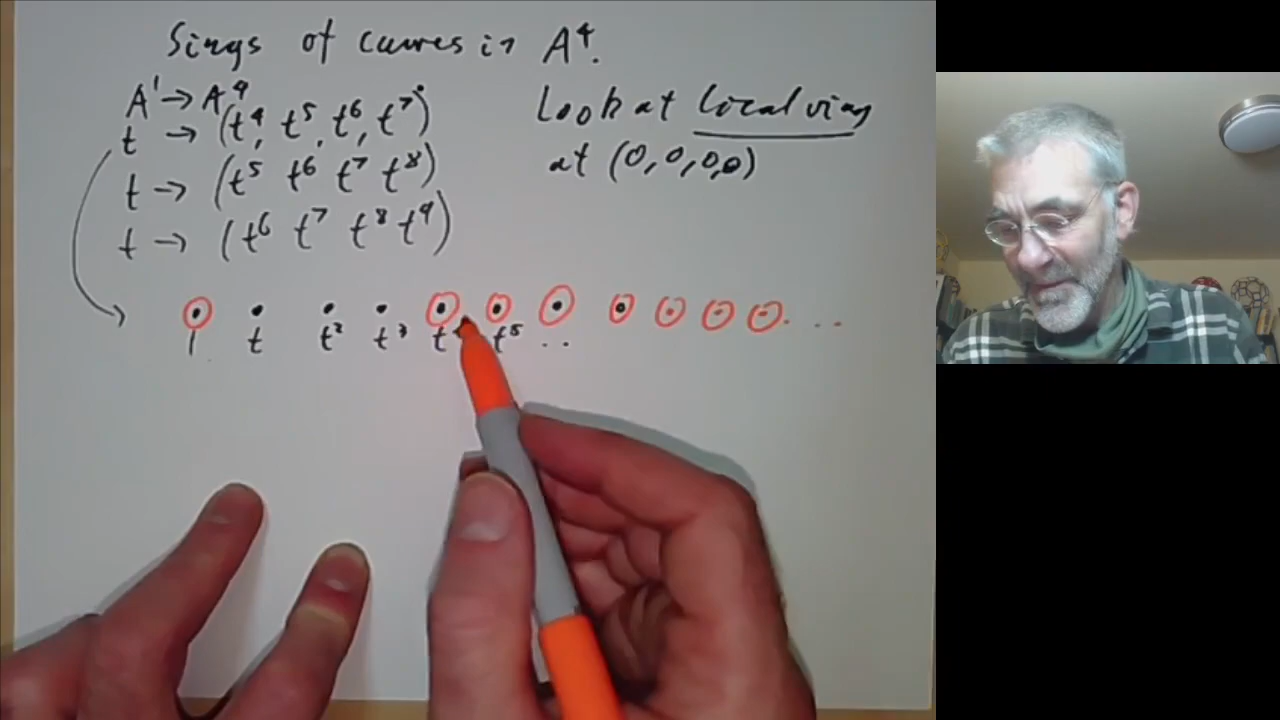 Sings of curves in A⁴.
A¹ → A⁴
t → (t⁴, t⁵, t⁶, t⁷)
t → (t⁵ t⁶ t⁷ t⁸)
t → (t⁶ t⁷ t⁸ t⁹)
Look at local ring
at (0,0,0,0)
1 t t² t³ t⁴ t⁵ ..